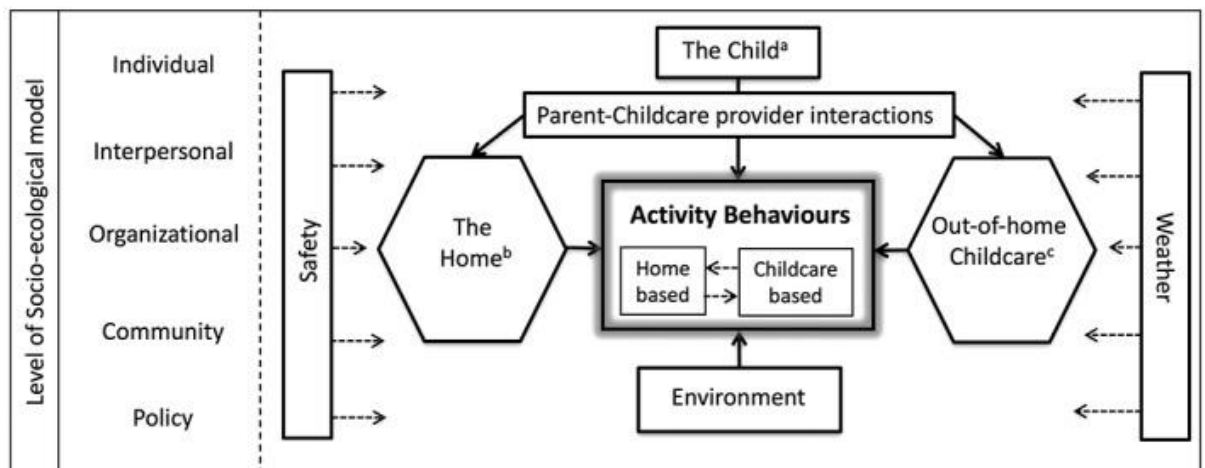 Level of Socio-ecological model
Individual
Interpersonal
Organizational
Community
Policy
Safety
The Childᵃ
Parent-Childcare provider interactions
The
Homeᵇ
Activity Behaviours
Home
based
Childcare
based
Out-of-home
Childcareᶜ
Environment
Weather